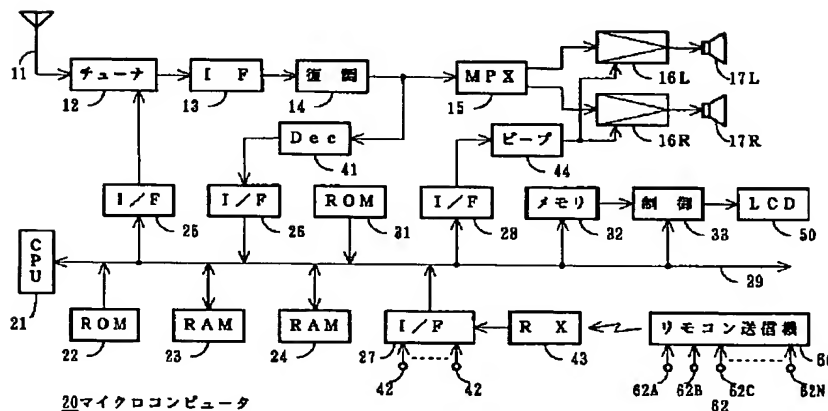 11
チューナ
12
I F
13
復調
14
MPX
15
16L
17L
16R
17R
Dec
41
ビープ
44
I/F
25
I/F
26
ROM
31
I/F
28
メモリ
32
制御
33
LCD
50
CPU
21
29
ROM
22
RAM
23
RAM
24
I/F
27
RX
43
リモコン送信機
42
42
62A
62B
62C
62N
62
20マイクロコンピュータ